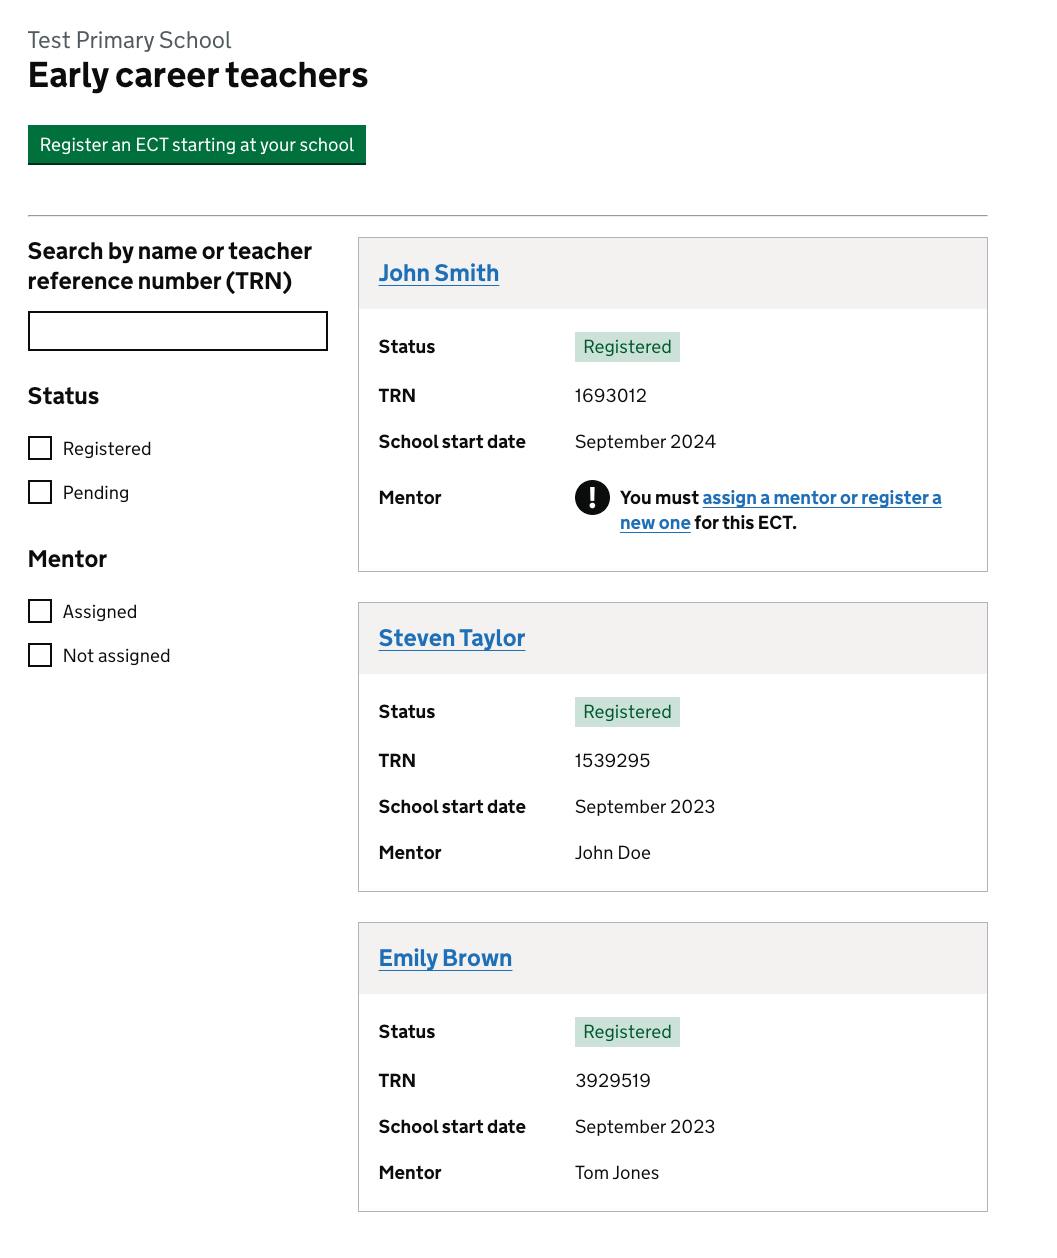 Test Primary School
Early career teachers
Register an ECT starting at your school
Search by name or teacher
reference number (TRN)
Status
Registered
Pending
Mentor
Assigned
Not assigned
John Smith
Status Registered
TRN 1693012
School start date September 2024
Mentor ! You must assign a mentor or register a
new one for this ECT.
Steven Taylor
Status Registered
TRN 1539295
School start date September 2023
Mentor John Doe
Emily Brown
Status Registered
TRN 3929519
School start date September 2023
Mentor Tom Jones